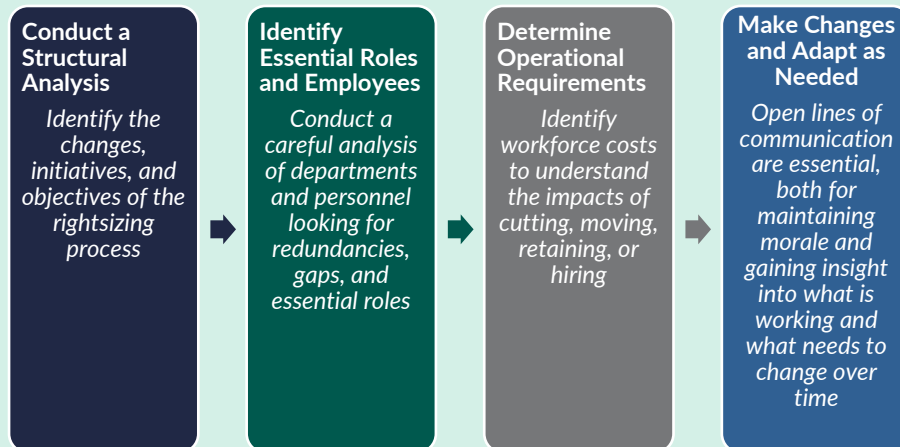 Conduct a
Structural
Analysis
Identify the
changes,
initiatives, and
objectives of the
rightsizing
process
Identify
Essential Roles
and Employees
Conduct a
careful analysis
of departments
and personnel
looking for
redundancies,
gaps, and
essential roles
Determine
Operational
Requirements
Identify
workforce costs
to understand
the impacts of
cutting, moving,
retaining, or
hiring
Make Changes
and Adapt as
Needed
Open lines of
communication
are essential,
both for
maintaining
morale and
gaining insight
into what is
working and
what needs to
change over
time